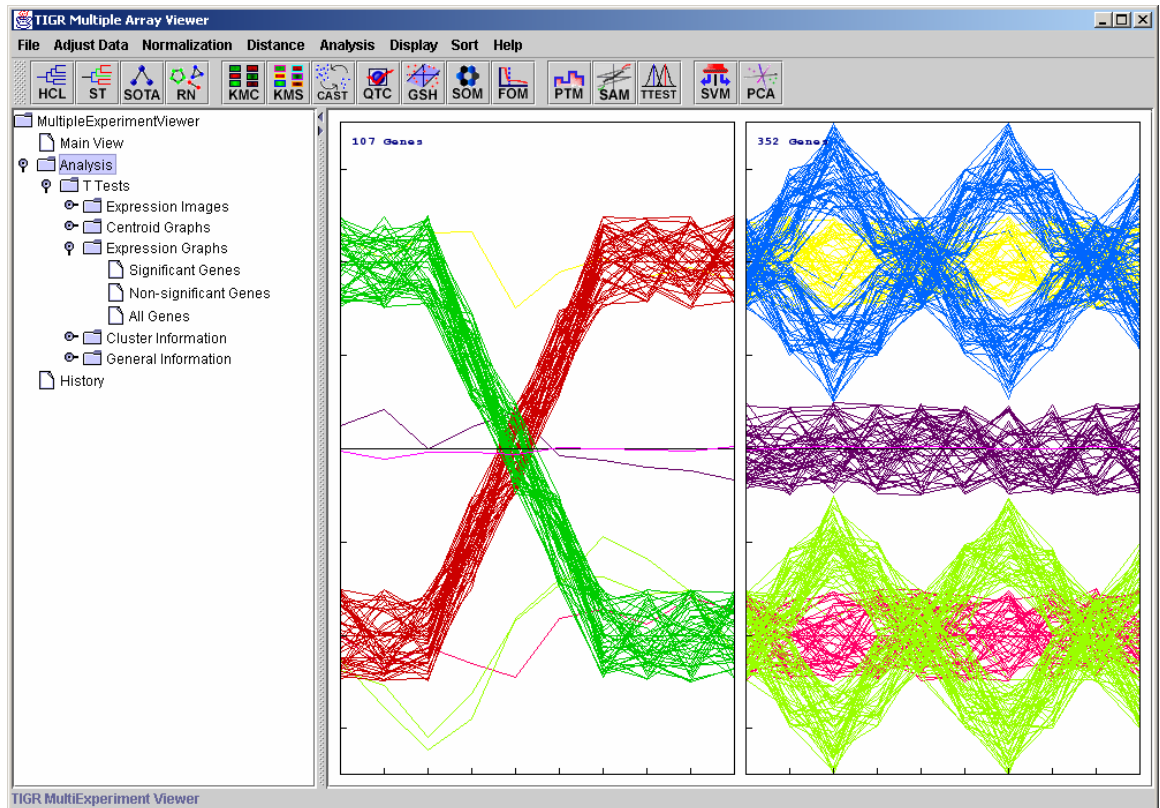 TIGR Multiple Array Viewer
File Adjust Data Normalization Distance Analysis Display Sort Help
HCL ST SOTA RN KMC KMS CAST QTC GSH SOM FOM PTM SAM TTEST SVM PCA
MultipleExperimentViewer
Main View
Analysis
T Tests
Expression Images
Centroid Graphs
Expression Graphs
Significant Genes
Non-significant Genes
All Genes
Cluster Information
General Information
History
107 Genes
352 Genes
TIGR MultiExperiment Viewer